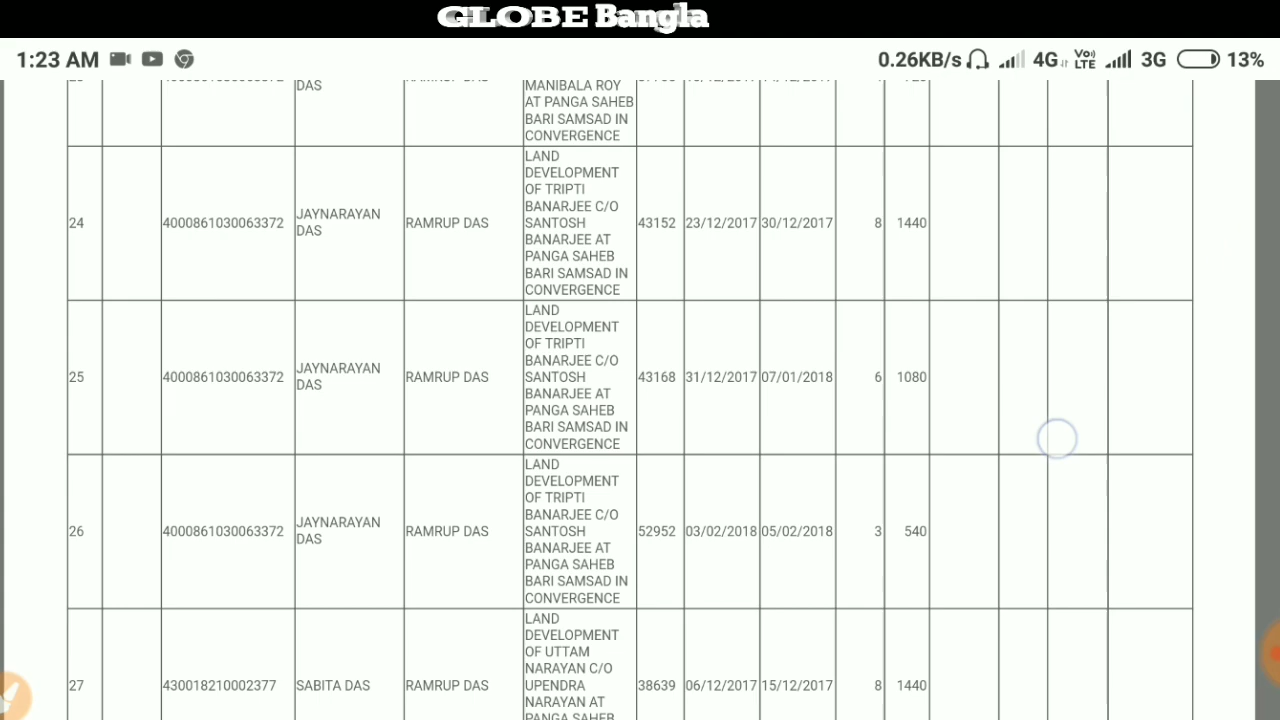 GLOBE Bangla
1:23 AM 0.26KB/s 4G VoLTE 3G 13%
DAS
MANIBALA ROY
AT PANGA SAHEB
BARI SAMSAD IN
CONVERGENCE
24 4000861030063372 JAYNARAYAN DAS RAMRUP DAS
LAND
DEVELOPMENT
OF TRIPTI
BANARJEE C/O
SANTOSH
BANARJEE AT
PANGA SAHEB
BARI SAMSAD IN
CONVERGENCE
43152 23/12/2017 30/12/2017 8 1440
25 4000861030063372 JAYNARAYAN DAS RAMRUP DAS
LAND
DEVELOPMENT
OF TRIPTI
BANARJEE C/O
SANTOSH
BANARJEE AT
PANGA SAHEB
BARI SAMSAD IN
CONVERGENCE
43168 31/12/2017 07/01/2018 6 1080
26 4000861030063372 JAYNARAYAN DAS RAMRUP DAS
LAND
DEVELOPMENT
OF TRIPTI
BANARJEE C/O
SANTOSH
BANARJEE AT
PANGA SAHEB
BARI SAMSAD IN
CONVERGENCE
52952 03/02/2018 05/02/2018 3 540
27 430018210002377 SABITA DAS RAMRUP DAS
LAND
DEVELOPMENT
OF UTTAM
NARAYAN C/O
UPENDRA
NARAYAN AT
PANGA SAHEB
38639 06/12/2017 15/12/2017 8 1440